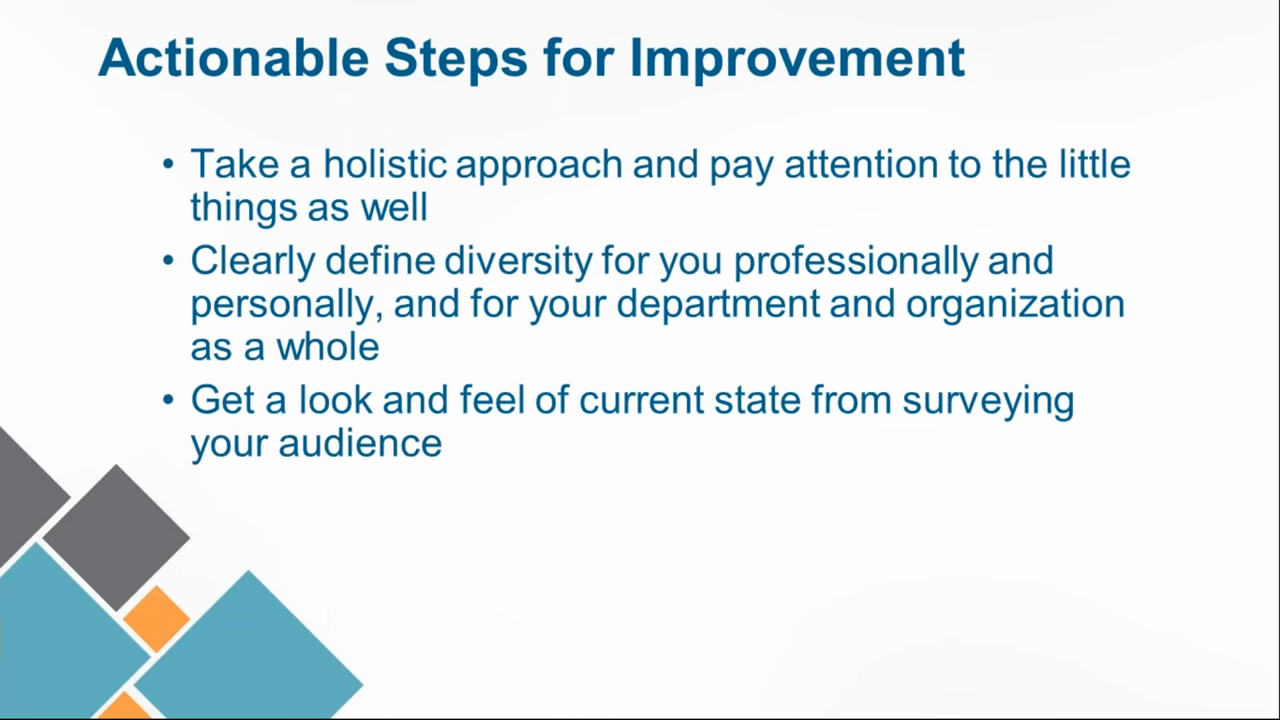 Actionable Steps for Improvement
• Take a holistic approach and pay attention to the little
things as well
• Clearly define diversity for you professionally and
personally, and for your department and organization
as a whole
• Get a look and feel of current state from surveying
your audience